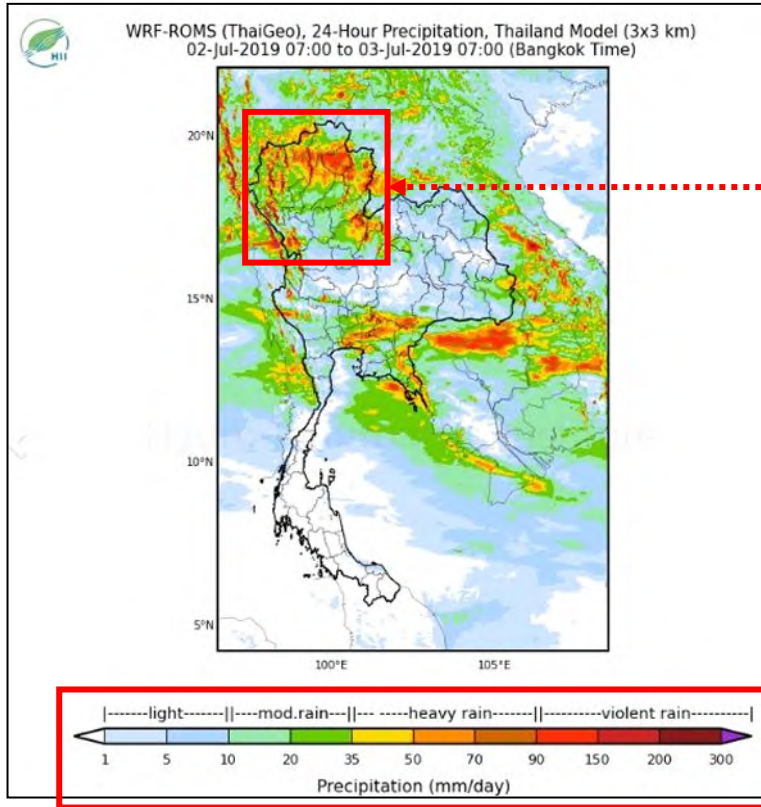 HII
WRF-ROMS (ThaiGeo), 24-Hour Precipitation, Thailand Model (3x3 km)
02-Jul-2019 07:00 to 03-Jul-2019 07:00 (Bangkok Time)
20°N
15°N
10°N
5°N
100°E 105°E
|-------light-------||----mod.rain---||--- -----heavy rain----||---------violent rain----------|
1 5 10 20 35 50 70 90 150 200 300
Precipitation (mm/day)